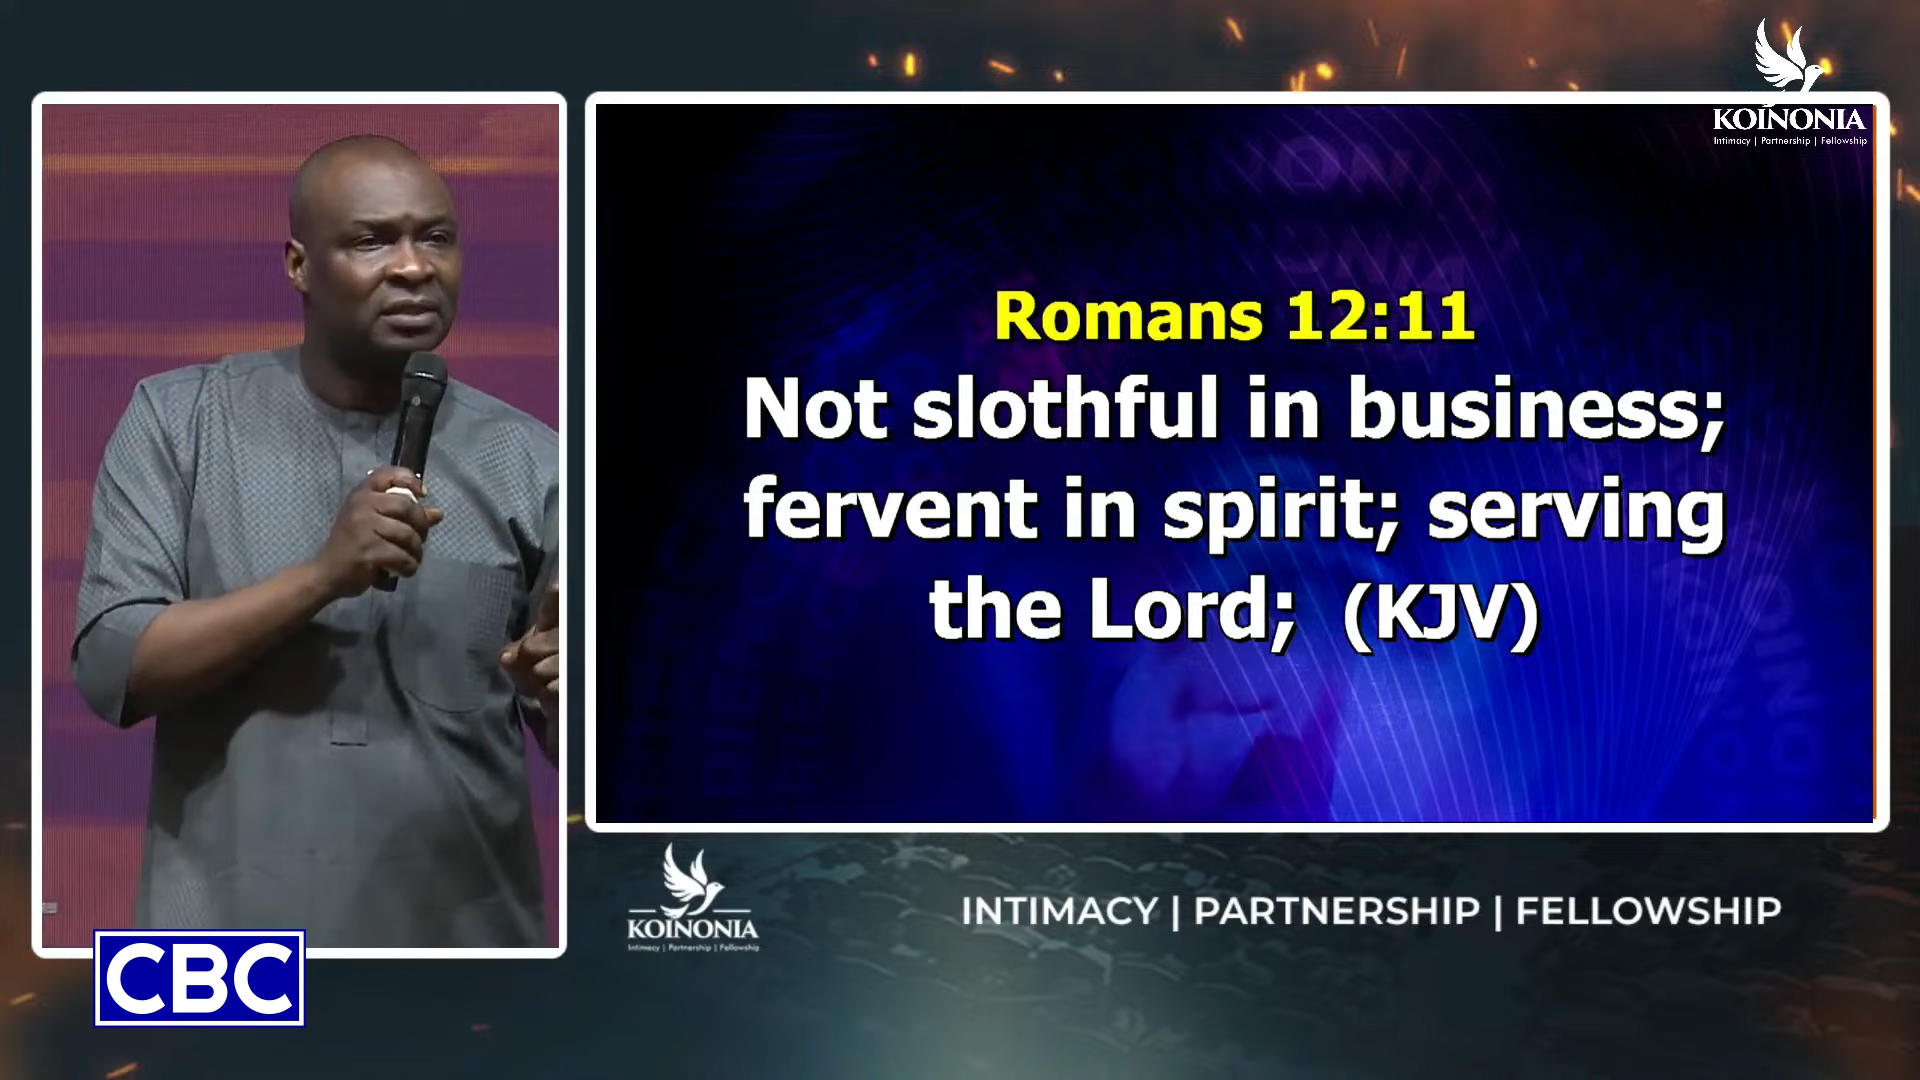 KOINONIA
Intimacy | Partnership | Fellowship
Romans 12:11
Not slothful in business;
fervent in spirit; serving
the Lord; (KJV)
KOINONIA
Intimacy | Partnership | Fellowship
INTIMACY | PARTNERSHIP | FELLOWSHIP
CBC